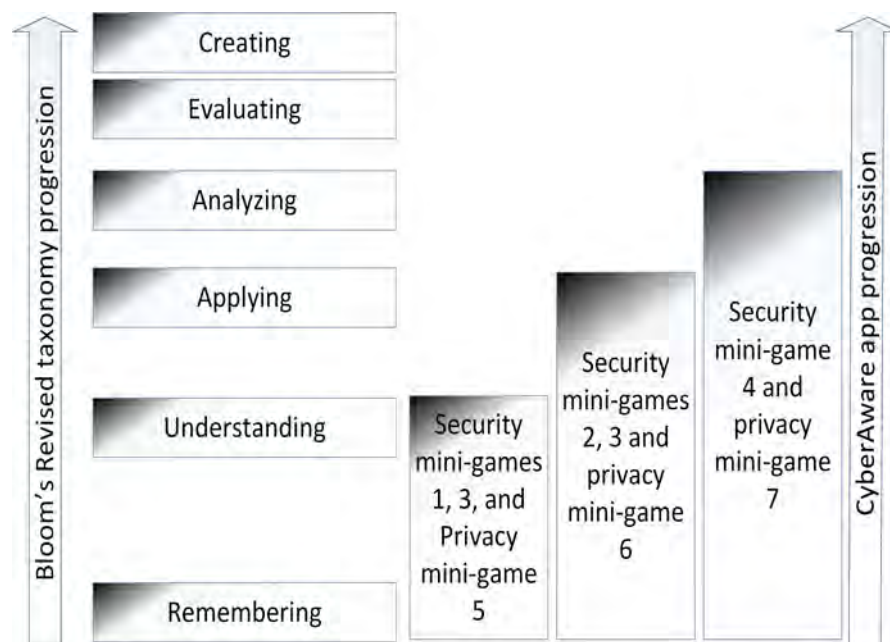 Bloom's Revised taxonomy progression
Creating
Evaluating
Analyzing
Applying
Understanding
Remembering
Security
mini-games
1, 3, and
Privacy
mini-game
5
Security
mini-games
2, 3 and
privacy
mini-game
6
Security
mini-game
4 and
privacy
mini-game
7
CyberAware app progression